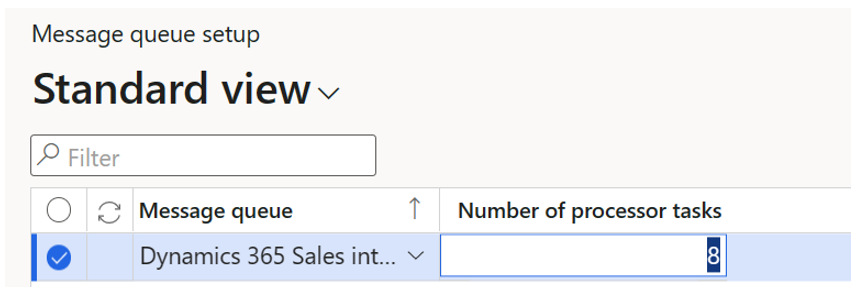 Message queue setup
Standard view
Filter
Message queue Number of processor tasks
Dynamics 365 Sales int... 8